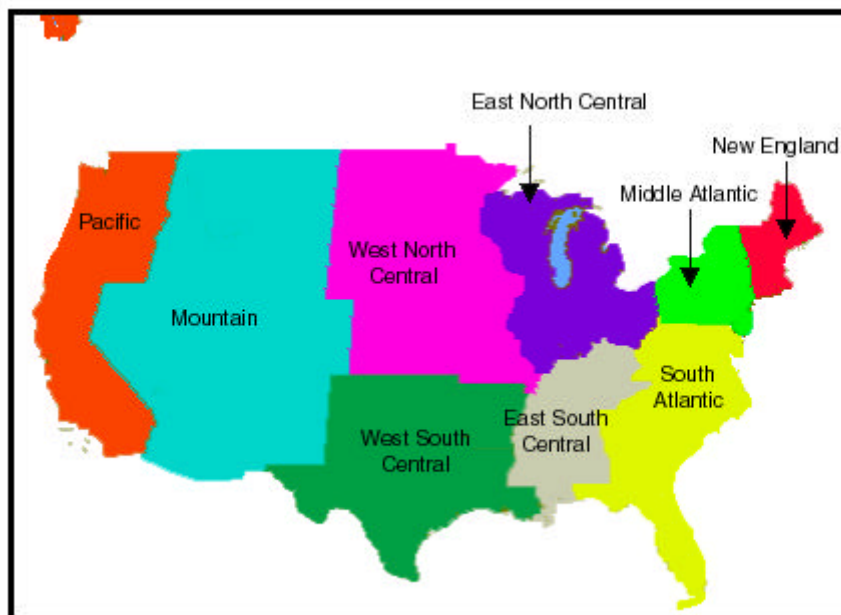 East North Central
New England
Middle Atlantic
Pacific
West North
Central
Mountain
South
Atlantic
East South
Central
West South
Central